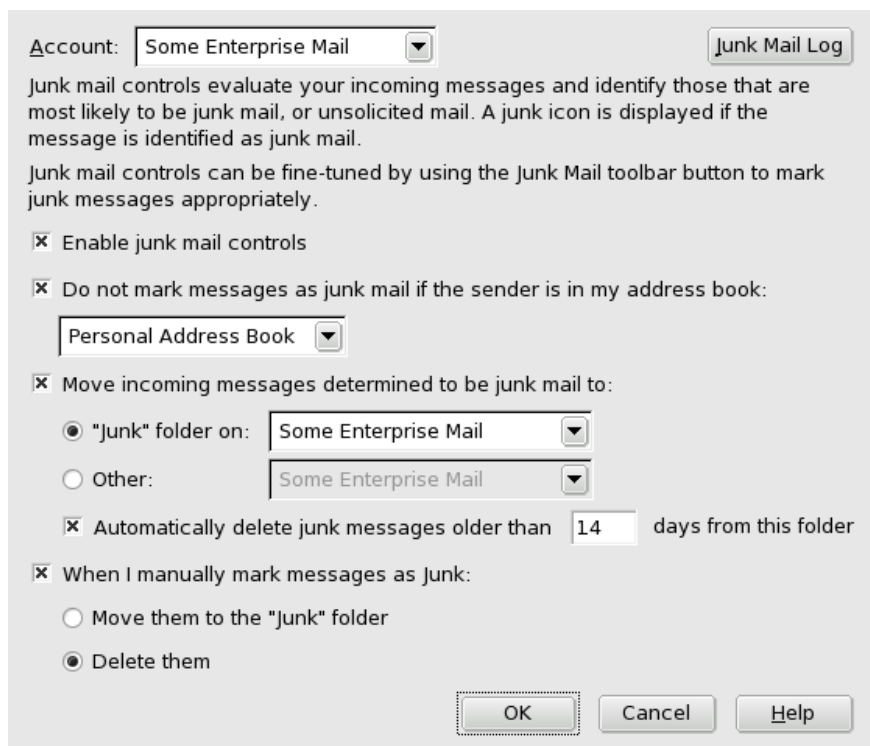 Account: Some Enterprise Mail Junk Mail Log
Junk mail controls evaluate your incoming messages and identify those that are
most likely to be junk mail, or unsolicited mail. A junk icon is displayed if the
message is identified as junk mail.
Junk mail controls can be fine-tuned by using the Junk Mail toolbar button to mark
junk messages appropriately.
Enable junk mail controls
Do not mark messages as junk mail if the sender is in my address book:
Personal Address Book
Move incoming messages determined to be junk mail to:
"Junk" folder on: Some Enterprise Mail
Other: Some Enterprise Mail
Automatically delete junk messages older than 14 days from this folder
When I manually mark messages as Junk:
Move them to the "Junk" folder
Delete them
OK Cancel Help